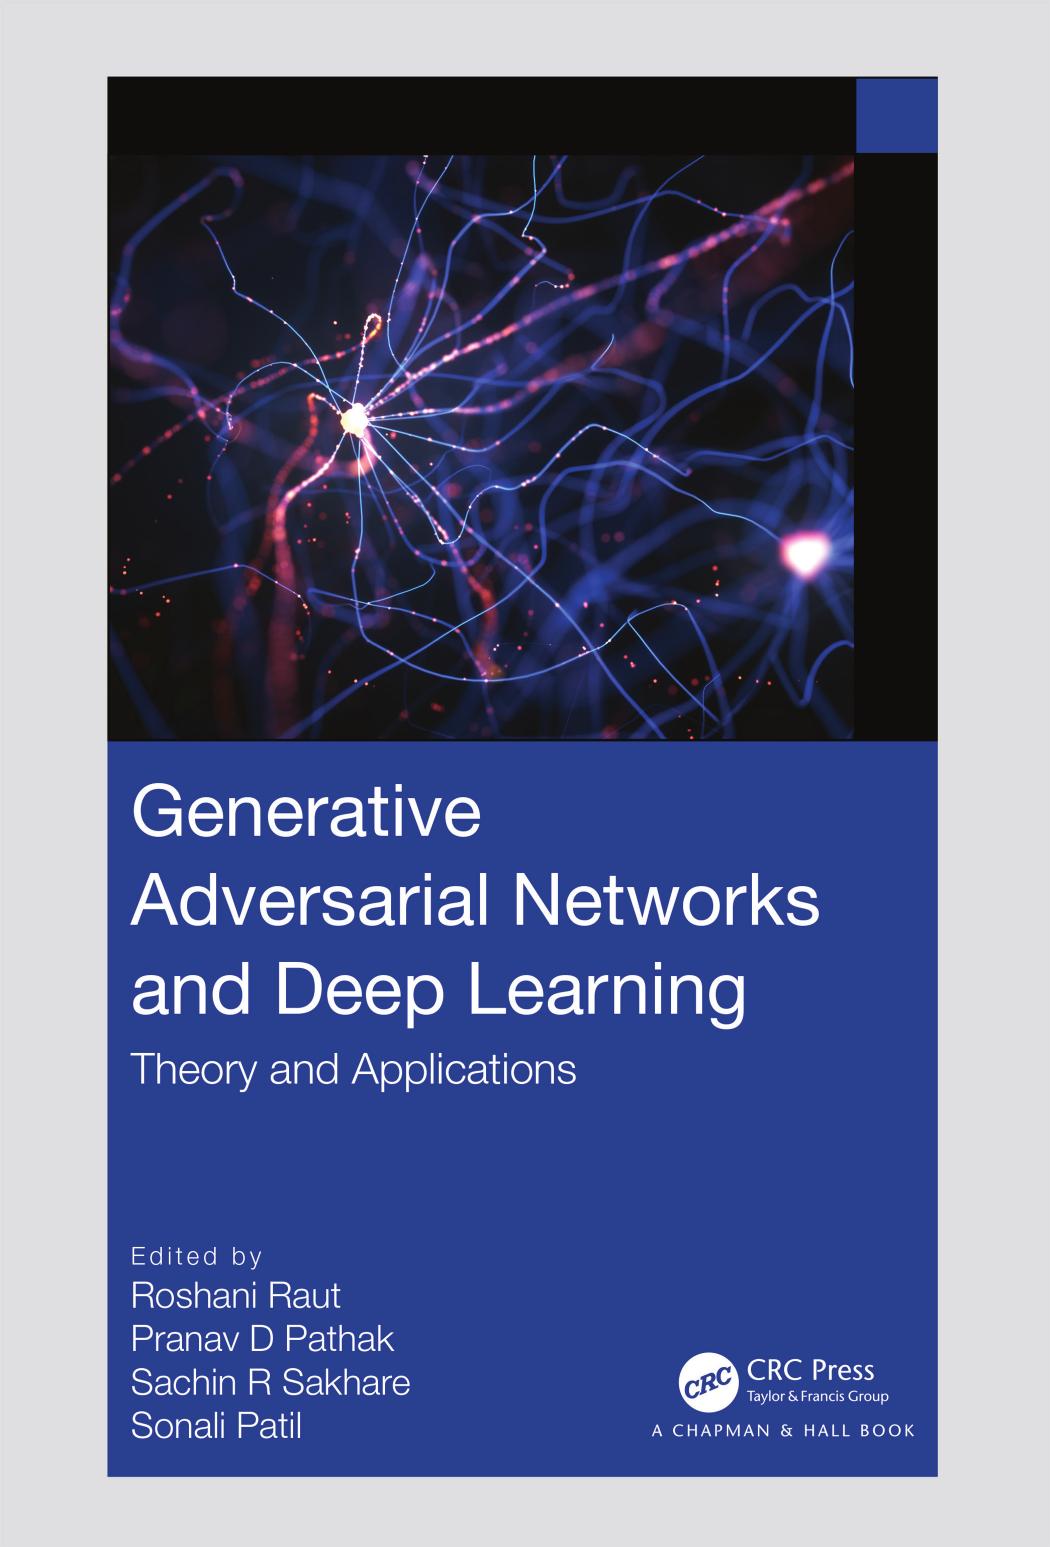 Generative
Adversarial Networks
and Deep Learning
Theory and Applications
Edited by
Roshani Raut
Pranav D Pathak
Sachin R Sakhare
Sonali Patil
CRC
CRC Press
Taylor & Francis Group
A CHAPMAN & HALL BOOK